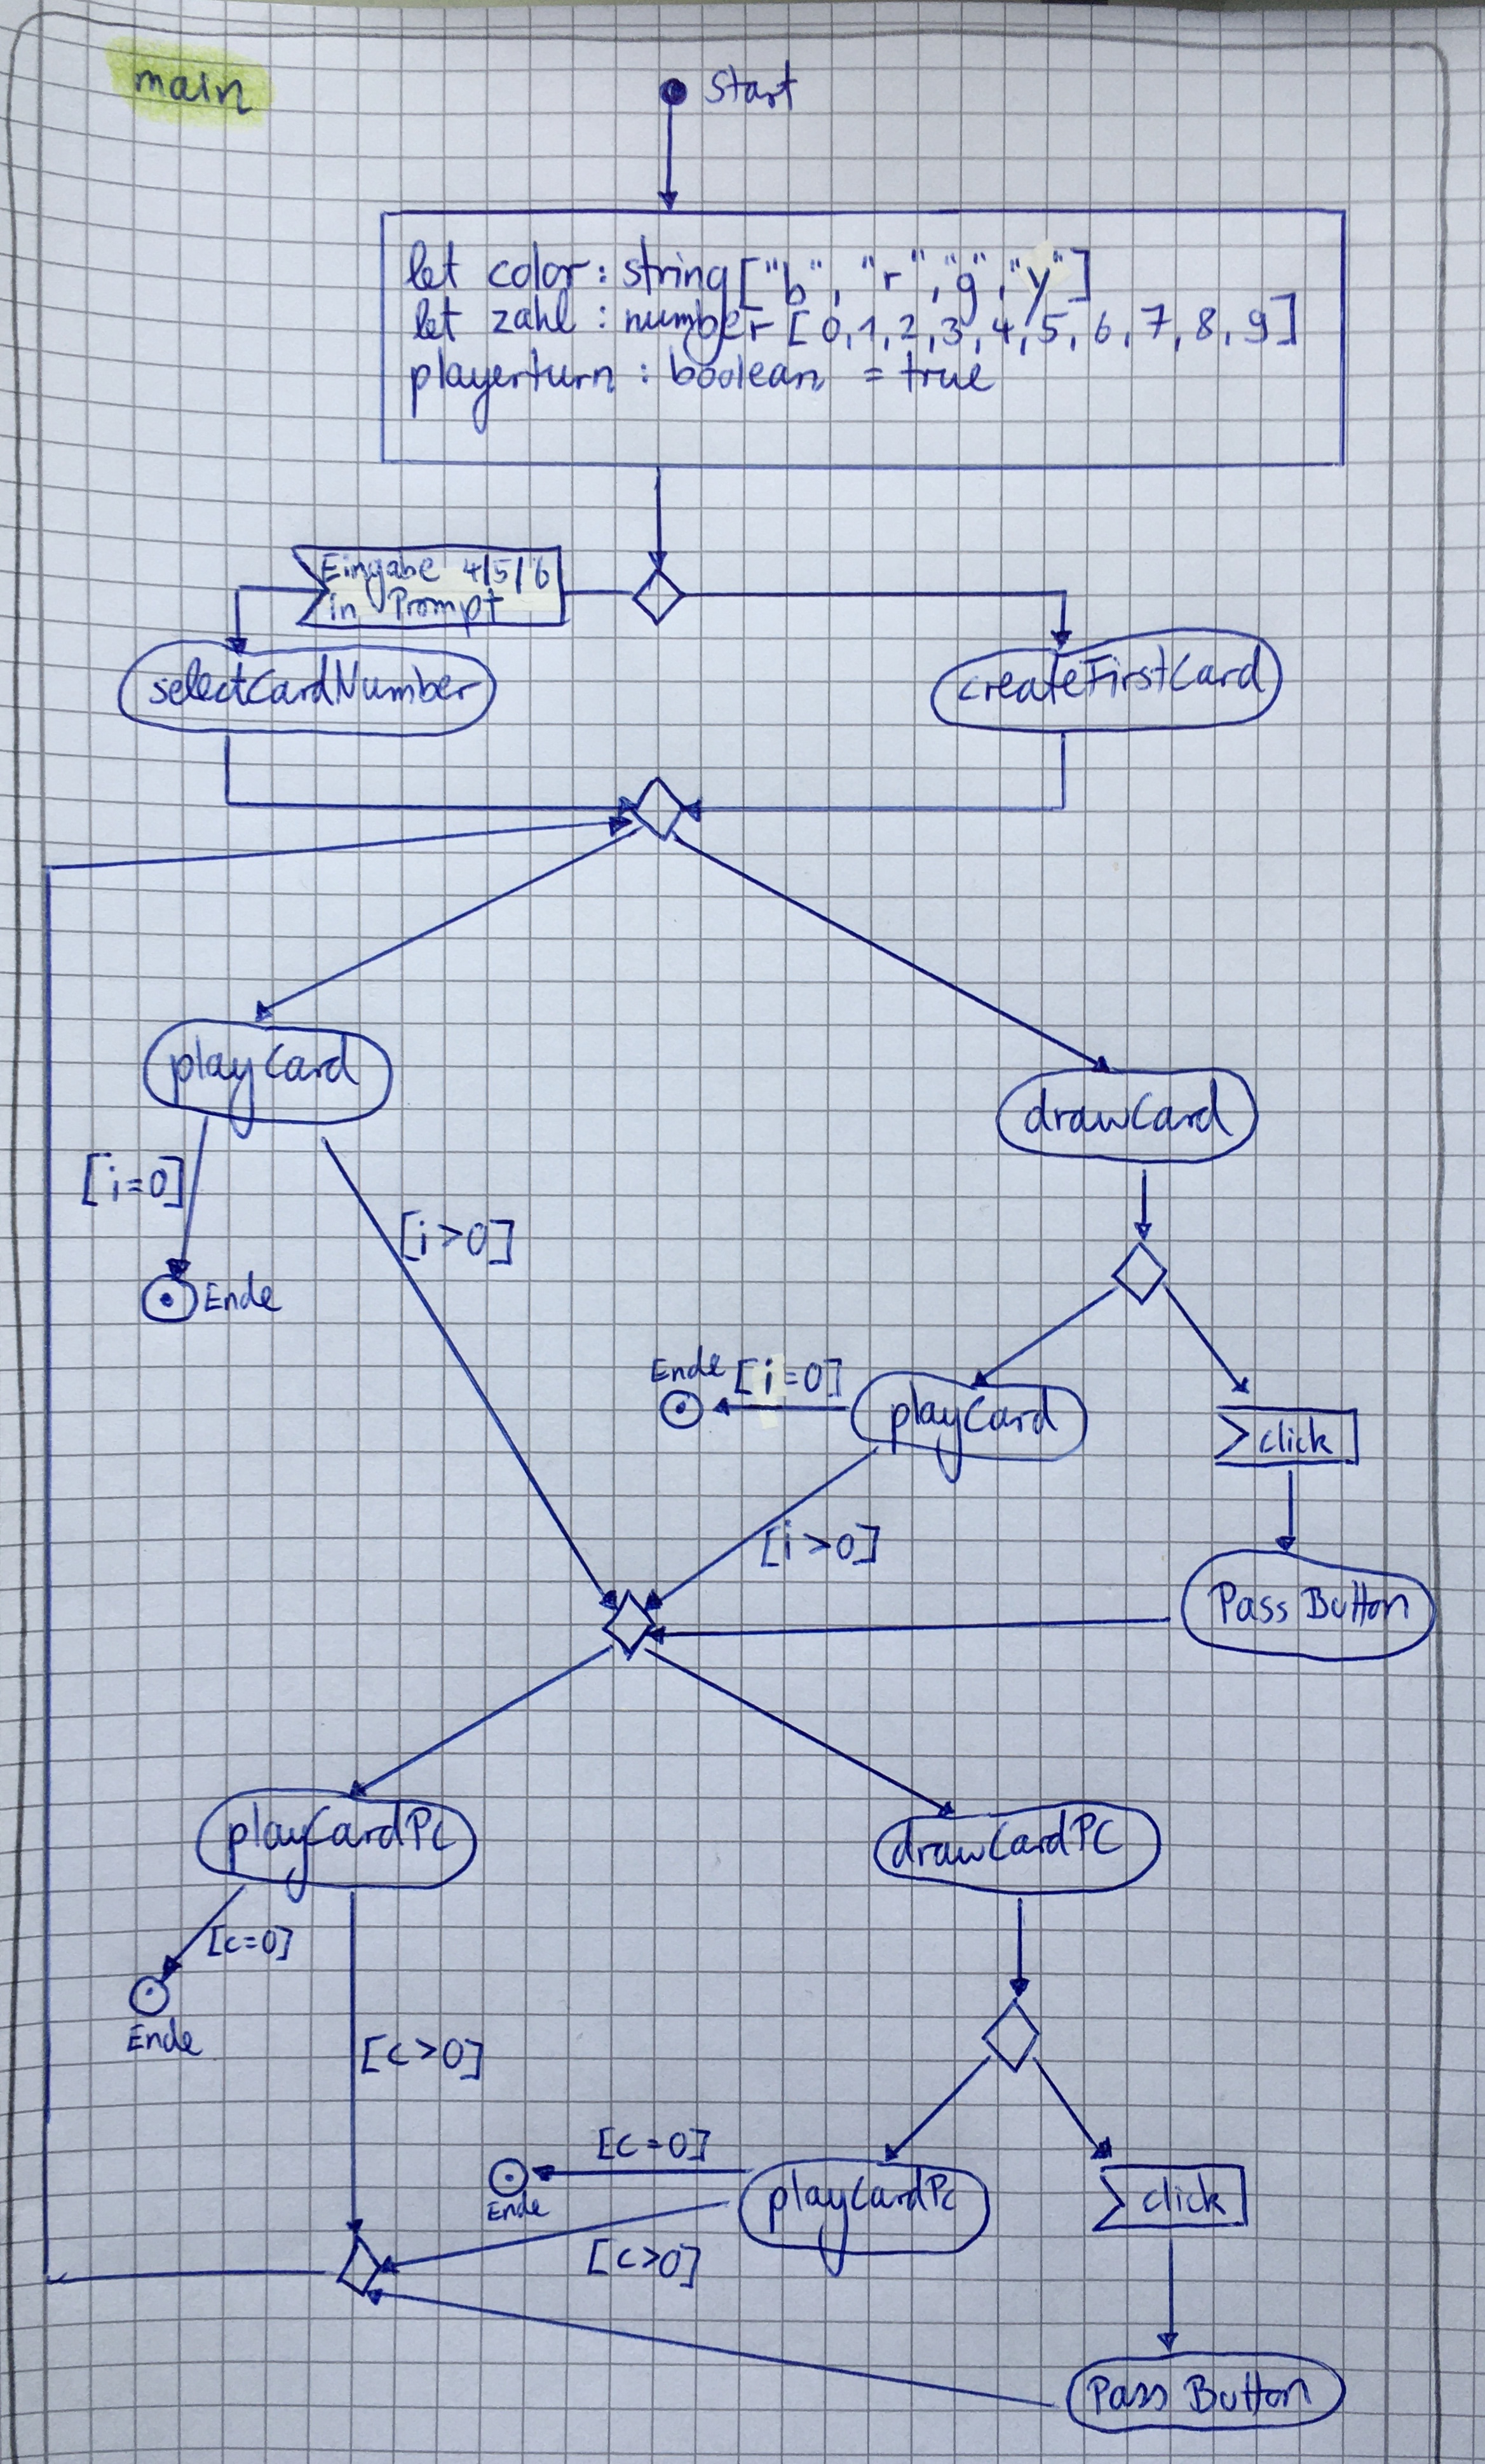 main
Start
let color : string ["b", "r", "g", "y"]
let zahl : number [0,1,2,3,4,5,6,7,8,9]
playerturn : boolean = true
Eingabe 4/5/6
in Prompt
selectCardNumber
createFirstCard
playCard
drawCard
[i=0]
[i>0]
Ende
Ende [i=0]
playCard
click
[i>0]
Pass Button
playCardPC
drawCardPC
[c=0]
Ende
[c>0]
[c=0]
Ende
playCardPc
click
[c>0]
Pass Button